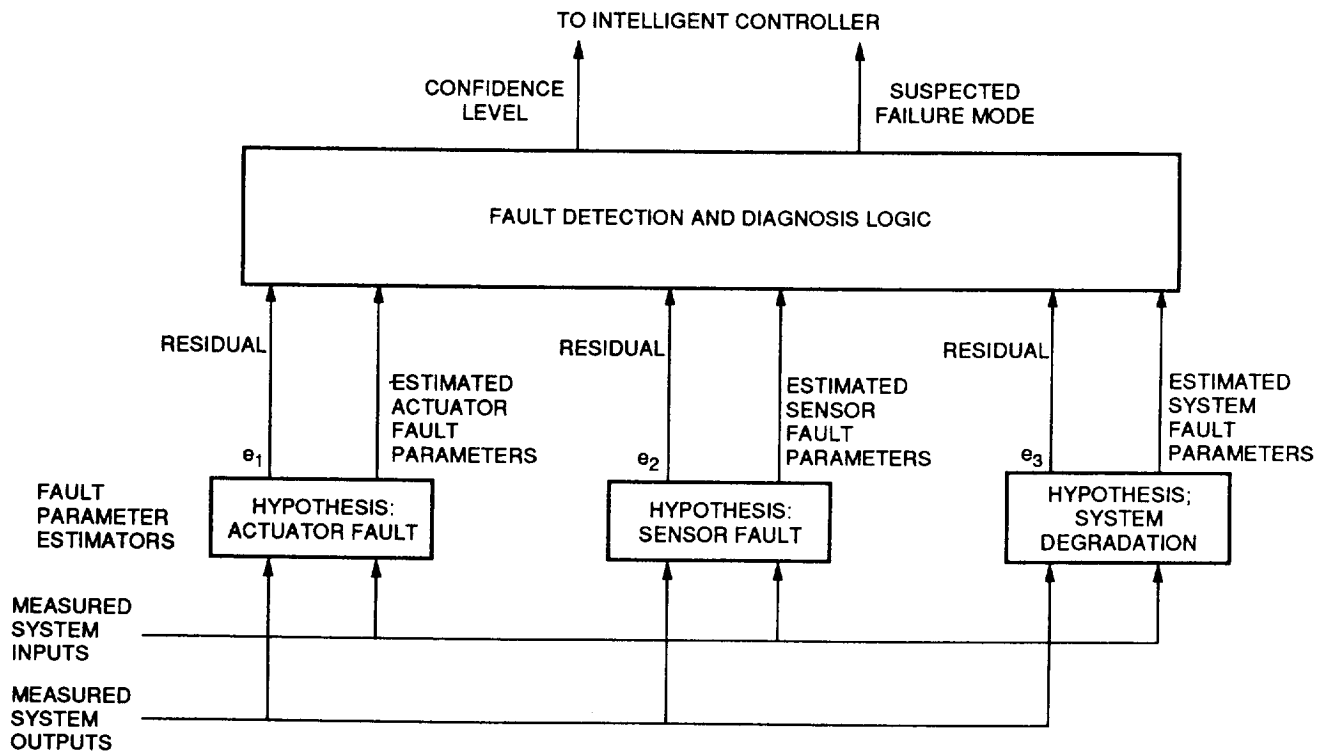 TO INTELLIGENT CONTROLLER
CONFIDENCE
LEVEL
SUSPECTED
FAILURE MODE
FAULT DETECTION AND DIAGNOSIS LOGIC
RESIDUAL
ESTIMATED
ACTUATOR
FAULT
PARAMETERS
e1
RESIDUAL
ESTIMATED
SENSOR
FAULT
PARAMETERS
e2
RESIDUAL
ESTIMATED
SYSTEM
FAULT
PARAMETERS
e3
FAULT
PARAMETER
ESTIMATORS
HYPOTHESIS:
ACTUATOR FAULT
HYPOTHESIS:
SENSOR FAULT
HYPOTHESIS;
SYSTEM
DEGRADATION
MEASURED
SYSTEM
INPUTS
MEASURED
SYSTEM
OUTPUTS